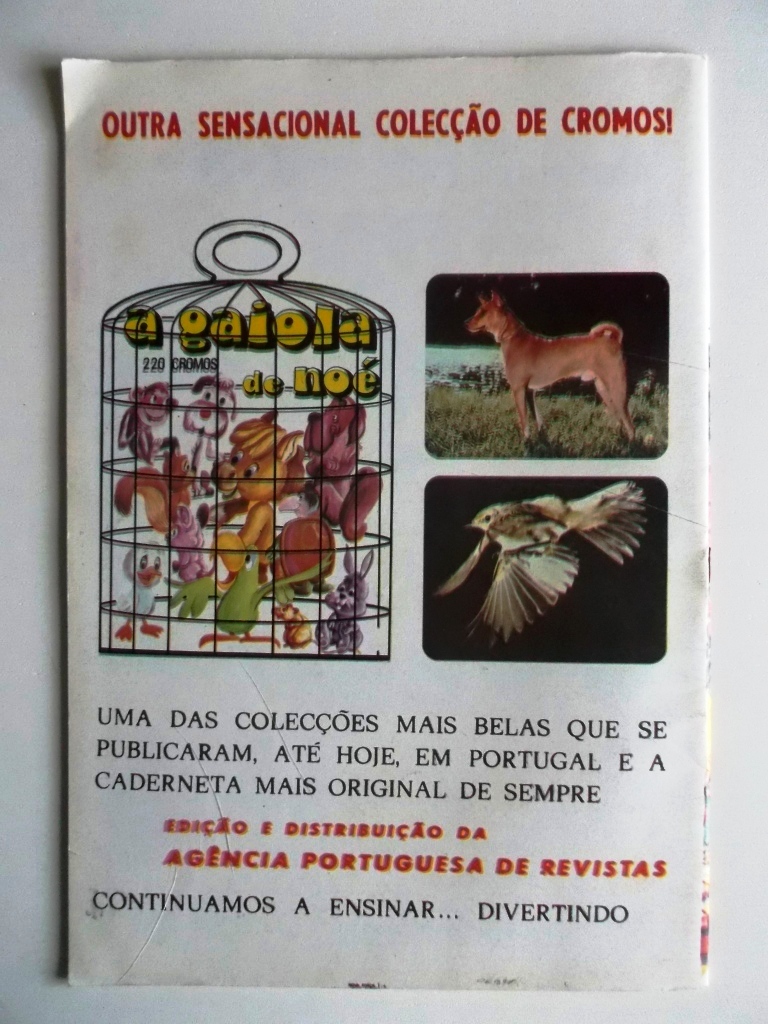 OUTRA SENSACIONAL COLECÇÃO DE CROMOS!
a gaiola
220 CROMOS
de noé
UMA DAS COLECÇÕES MAIS BELAS QUE SE
PUBLICARAM, ATÉ HOJE, EM PORTUGAL E A
CADERNETA MAIS ORIGINAL DE SEMPRE
EDIÇÃO E DISTRIBUIÇÃO DA
AGÊNCIA PORTUGUESA DE REVISTAS
CONTINUAMOS A ENSINAR... DIVERTINDO